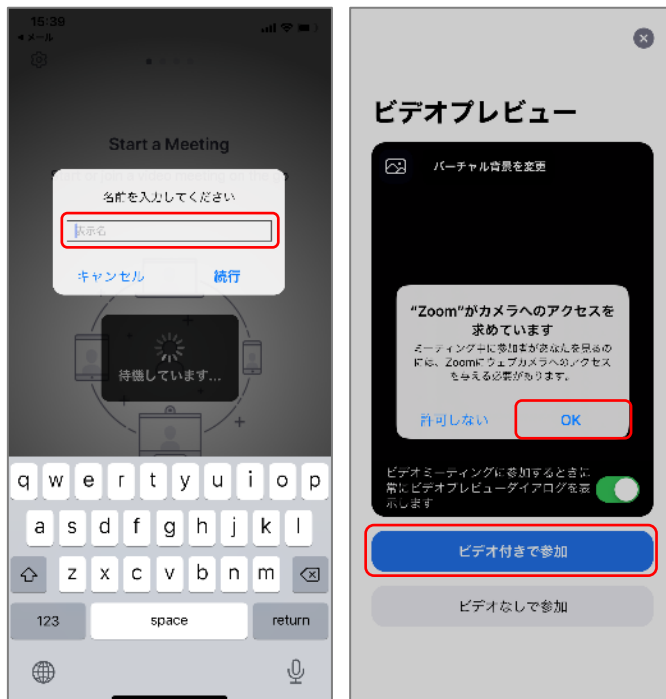 15:39
◀メール
Start a Meeting
名前を入力してください
表示名
キャンセル 続行
待機しています...
q w e r t y u i o p
a s d f g h j k l
z x c v b n m
123 space return
ビデオプレビュー
バーチャル背景を変更
"Zoom"がカメラへのアクセスを
求めています
ミーティング中に参加者があなたを見るの
には、Zoomにウェブカメラへのアクセス
を与える必要があります。
許可しない OK
ビデオミーティングに参加するときに
常にビデオプレビューダイアログを表
示します
ビデオ付きで参加
ビデオなしで参加